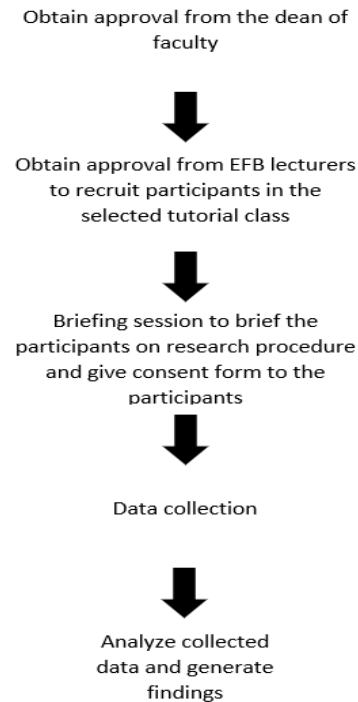 Obtain approval from the dean of
faculty
Obtain approval from EFB lecturers
to recruit participants in the
selected tutorial class
Briefing session to brief the
participants on research procedure
and give consent form to the
participants
Data collection
Analyze collected
data and generate
findings